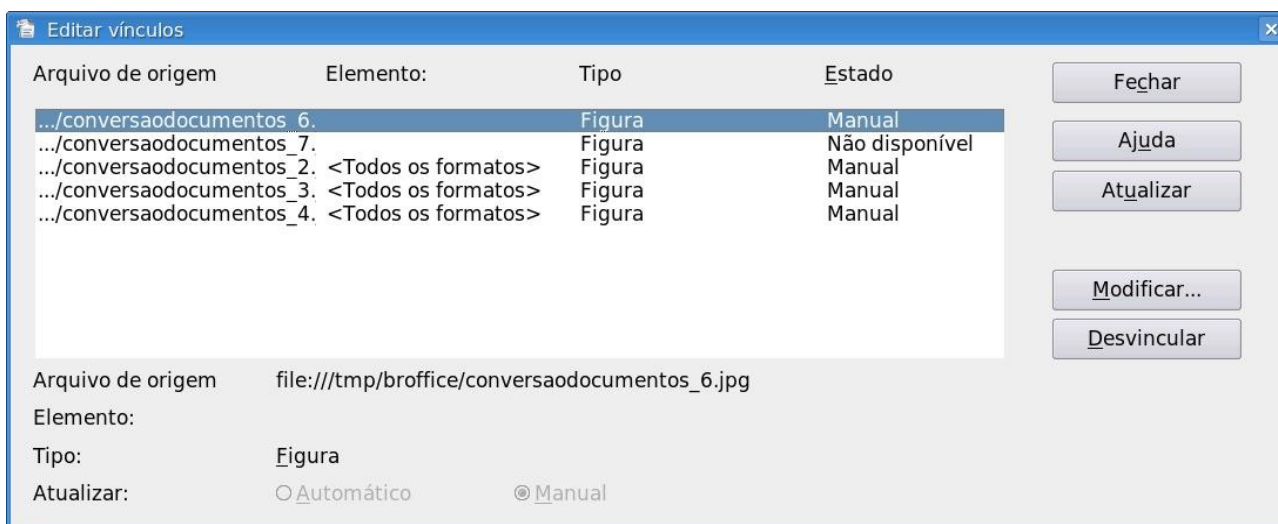 Editar vínculos
Arquivo de origem Elemento: Tipo Estado Fechar
.../conversaodocumentos_6. Figura Manual
.../conversaodocumentos_7. Figura Não disponível Ajuda
.../conversaodocumentos_2. <Todos os formatos> Figura Manual
.../conversaodocumentos_3. <Todos os formatos> Figura Manual Atualizar
.../conversaodocumentos_4. <Todos os formatos> Figura Manual
Modificar...
Desvincular
Arquivo de origem file:///tmp/broffice/conversaodocumentos_6.jpg
Elemento:
Tipo: Figura
Atualizar: Automático Manual